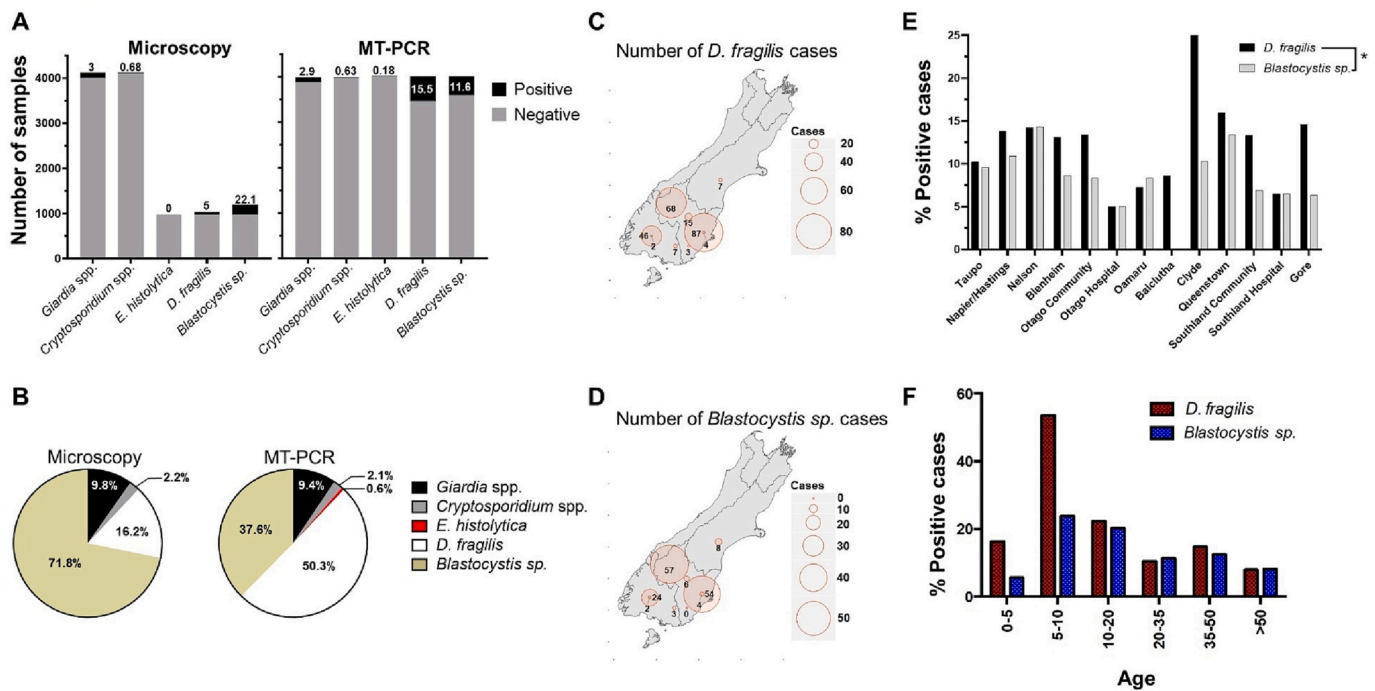 A
Microscopy
MT-PCR
Number of samples
4000
3000
2000
1000
0
3
0.68
0
5
22.1
2.9
0.63
0.18
15.5
11.6
Positive
Negative
Giardia spp.
Cryptosporidium spp.
E. histolytica
D. fragilis
Blastocystis sp.
Giardia spp.
Cryptosporidium spp.
E. histolytica
D. fragilis
Blastocystis sp.
B
Microscopy
MT-PCR
9.8%
2.2%
16.2%
71.8%
9.4%
2.1%
0.6%
37.6%
50.3%
Giardia spp.
Cryptosporidium spp.
E. histolytica
D. fragilis
Blastocystis sp.
C
Number of D. fragilis cases
Cases
20
40
60
80
7
68
15
46
87
2
7
3
4
D
Number of Blastocystis sp. cases
Cases
0
10
20
30
40
50
8
57
6
24
54
2
3
0
4
E
% Positive cases
25
20
15
10
5
0
D. fragilis
Blastocystis sp.
*
Taupo
Napier/Hastings
Nelson
Blenheim
Otago Community
Otago Hospital
Oamaru
Balclutha
Clyde
Queenstown
Southland Community
Southland Hospital
Gore
F
% Positive cases
60
40
20
0
D. fragilis
Blastocystis sp.
0-5
5-10
10-20
20-35
35-50
>50
Age